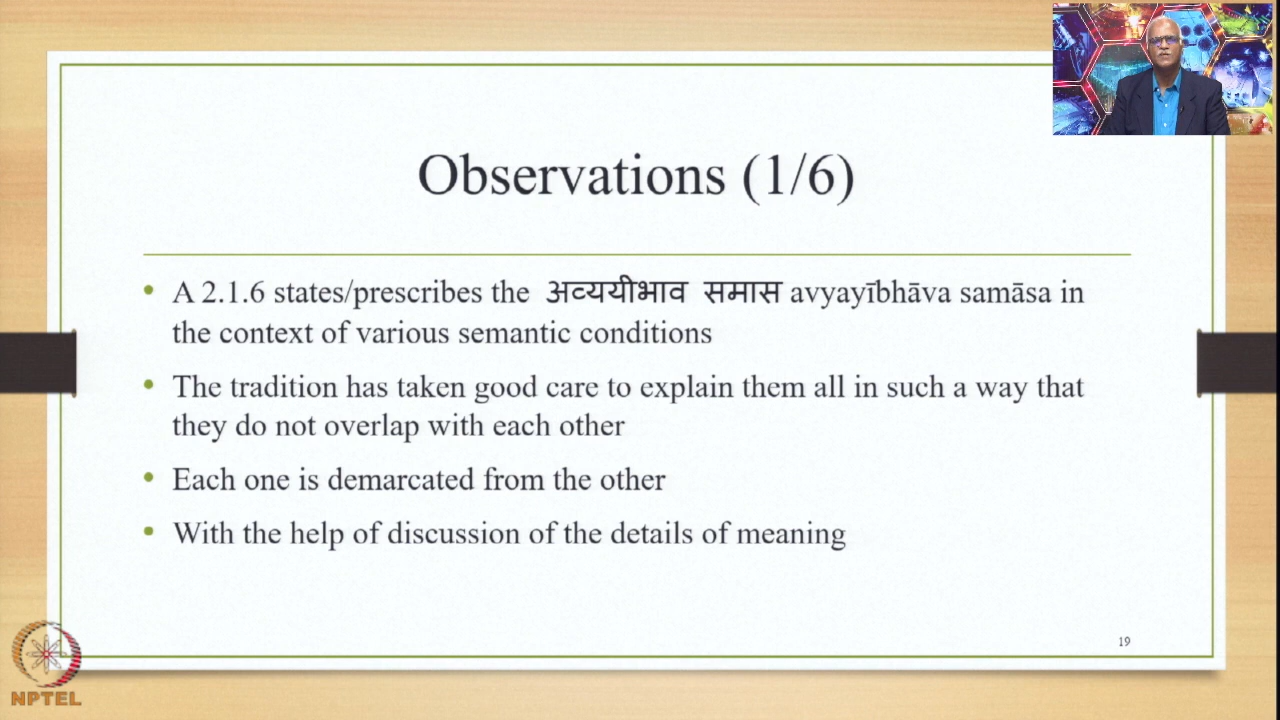 Observations (1/6)
• A 2.1.6 states/prescribes the अव्ययीभाव समास avyayībhāva samāsa in
the context of various semantic conditions
• The tradition has taken good care to explain them all in such a way that
they do not overlap with each other
• Each one is demarcated from the other
• With the help of discussion of the details of meaning
19
NPTEL